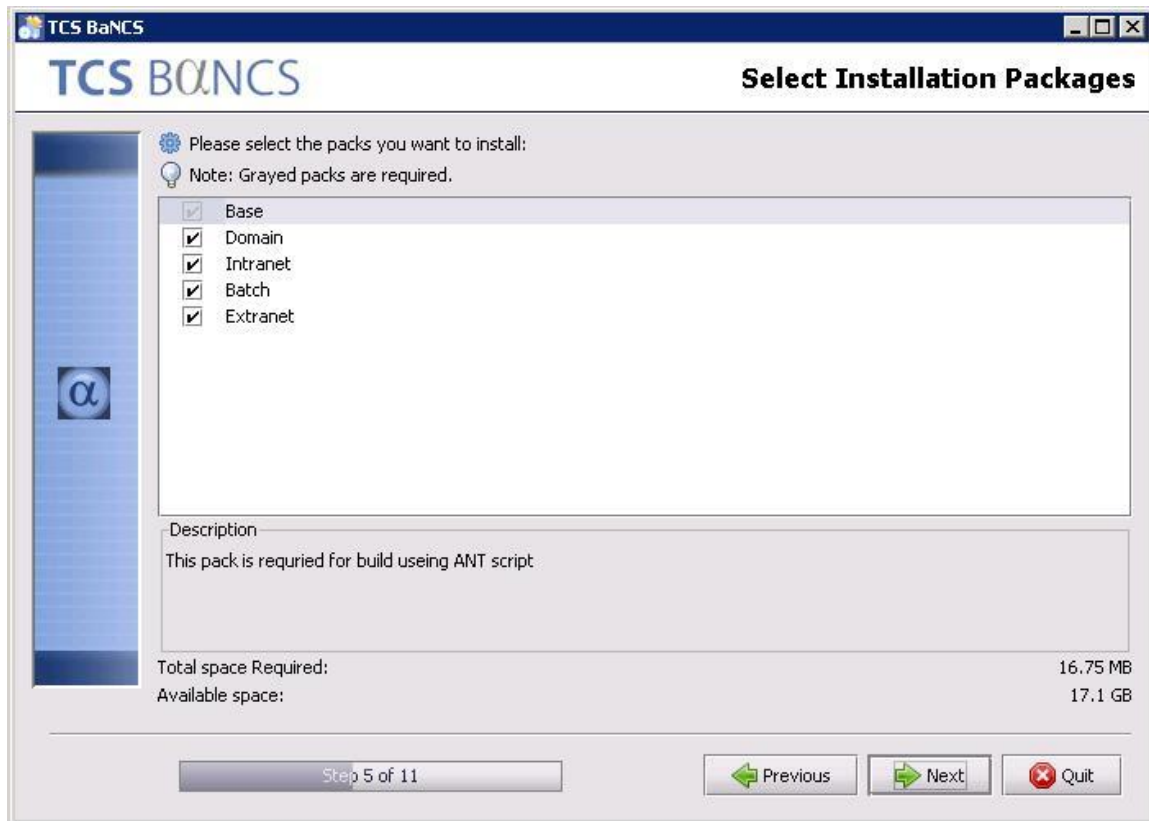 TCS BaNCS
TCS BαNCS
Select Installation Packages
Please select the packs you want to install:
Note: Grayed packs are required.
Base
Domain
Intranet
Batch
Extranet
α
Description
This pack is requried for build useing ANT script
Total space Required: 16.75 MB
Available space: 17.1 GB
Step 5 of 11
Previous
Next
Quit